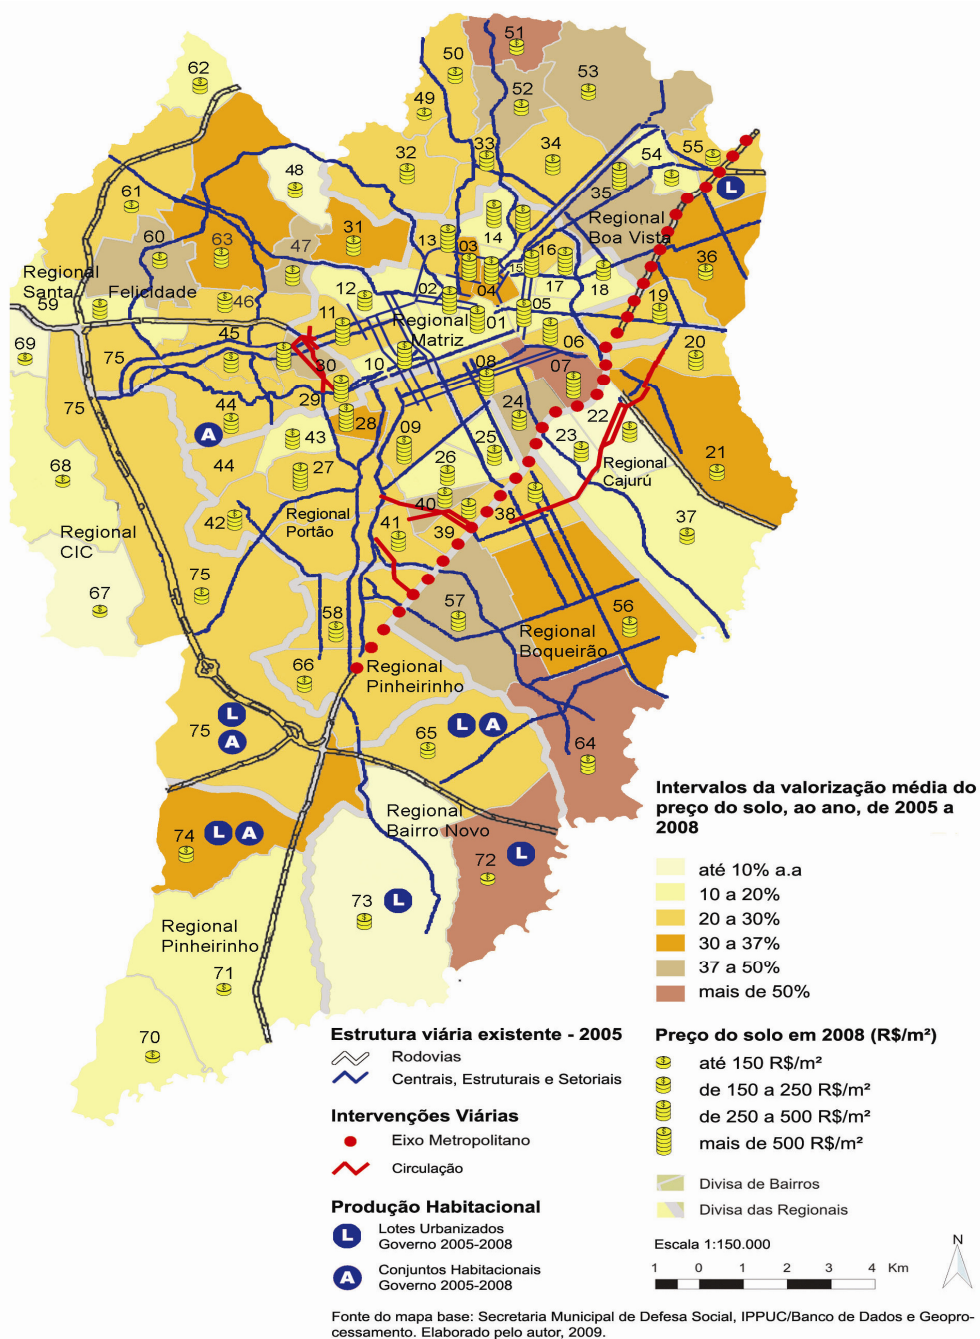 51
50
62
53
52
49
48
32
33
34
54
55
35
61
60
63
47
31
13
03
14
15
16
17
18
36
Regional
Boa Vista
Regional
Santa
Felicidade
59
46
12
02
04
05
19
11
Regional
Matriz
01
06
20
69
75
45
30
10
08
07
29
75
44
28
09
24
22
43
25
23
21
44
27
26
Regional
Cajurú
68
42
Regional
Portão
40
38
37
41
39
Regional
CIC
75
67
57
56
58
Regional
Boqueirão
66
Regional
Pinheirinho
L
A
75
65
64
Regional
Bairro Novo
74
72
73
Regional
Pinheirinho
71
70
Intervalos da valorização média do
preço do solo, ao ano, de 2005 a
2008
até 10% a.a
10 a 20%
20 a 30%
30 a 37%
37 a 50%
mais de 50%
Estrutura viária existente - 2005
Rodovias
Centrais, Estruturais e Setoriais
Intervenções Viárias
Eixo Metropolitano
Circulação
Produção Habitacional
L
Lotes Urbanizados
Governo 2005-2008
A
Conjuntos Habitacionais
Governo 2005-2008
Preço do solo em 2008 (R$/m²)
até 150 R$/m²
de 150 a 250 R$/m²
de 250 a 500 R$/m²
mais de 500 R$/m²
Divisa de Bairros
Divisa das Regionais
Escala 1:150.000
1 0 1 2 3 4 Km
N
Fonte do mapa base: Secretaria Municipal de Defesa Social, IPPUC/Banco de Dados e Geopro-
cessamento. Elaborado pelo autor, 2009.